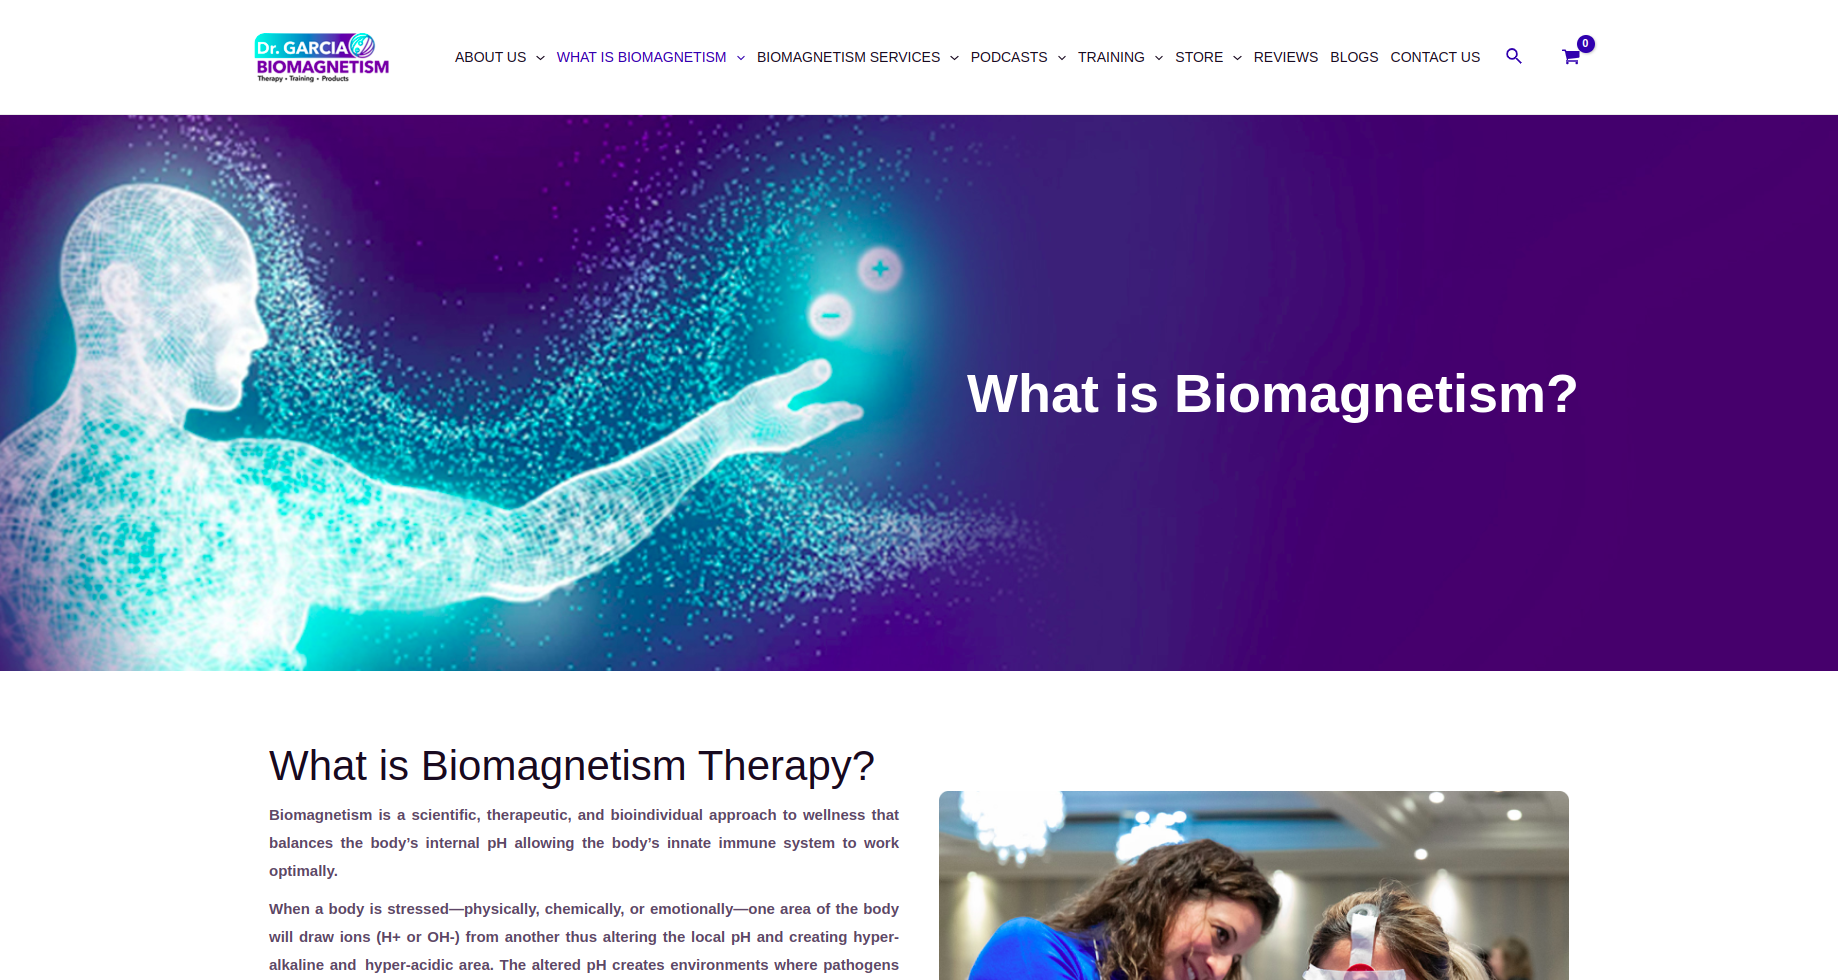 Dr. GARCIA
BIOMAGNETISM
Therapy • Training • Products
ABOUT US WHAT IS BIOMAGNETISM BIOMAGNETISM SERVICES PODCASTS TRAINING STORE REVIEWS BLOGS CONTACT US 0
+
−
What is Biomagnetism?
What is Biomagnetism Therapy?
Biomagnetism is a scientific, therapeutic, and bioindividual approach to wellness that
balances the body’s internal pH allowing the body’s innate immune system to work
optimally.
When a body is stressed—physically, chemically, or emotionally—one area of the body
will draw ions (H+ or OH-) from another thus altering the local pH and creating hyper-
alkaline and hyper-acidic area. The altered pH creates environments where pathogens